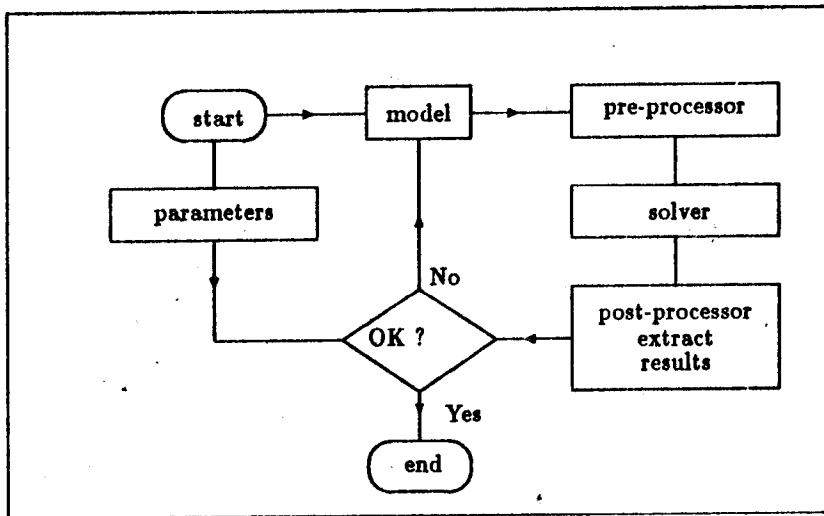 start
model
pre-processor
parameters
solver
No
post-processor
extract
results
OK ?
Yes
end